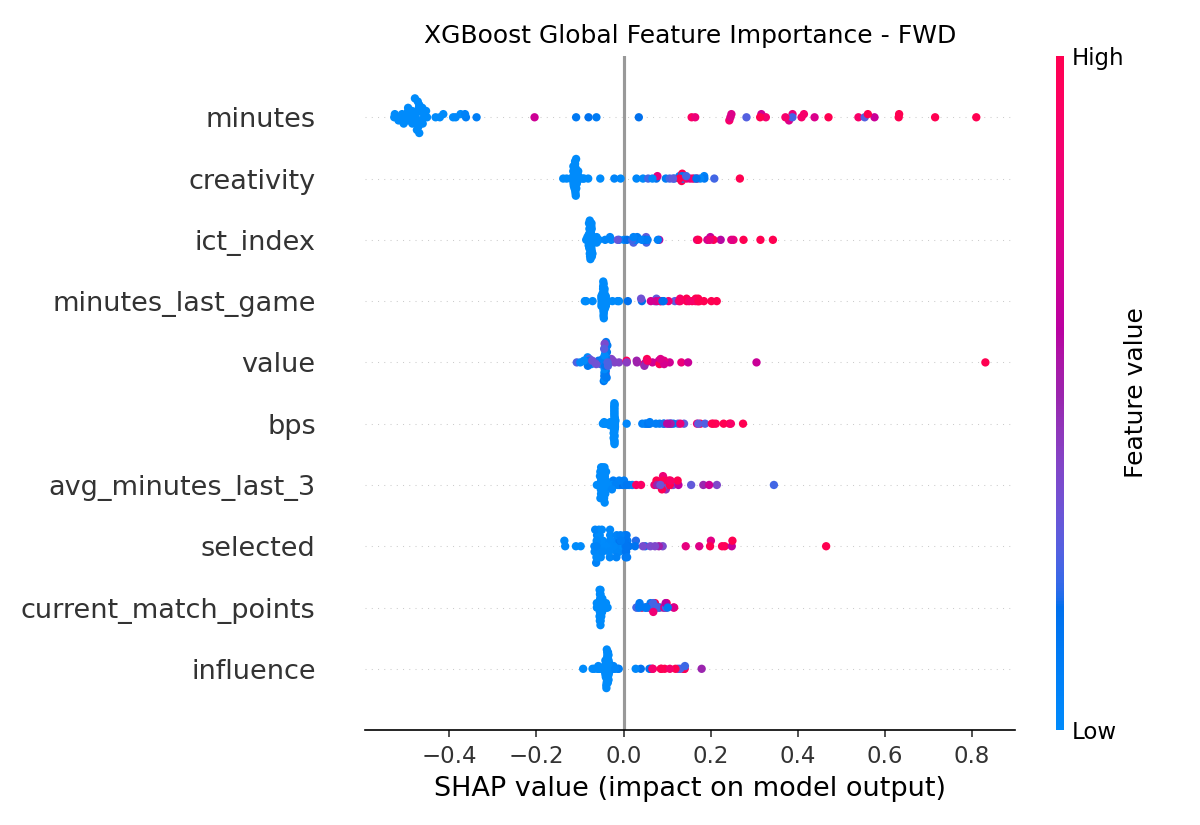 XGBoost Global Feature Importance - FWD
High
minutes
creativity
ict_index
minutes_last_game
value
bps
avg_minutes_last_3
selected
current_match_points
influence
Feature value
Low
−0.4 −0.2 0.0 0.2 0.4 0.6 0.8
SHAP value (impact on model output)